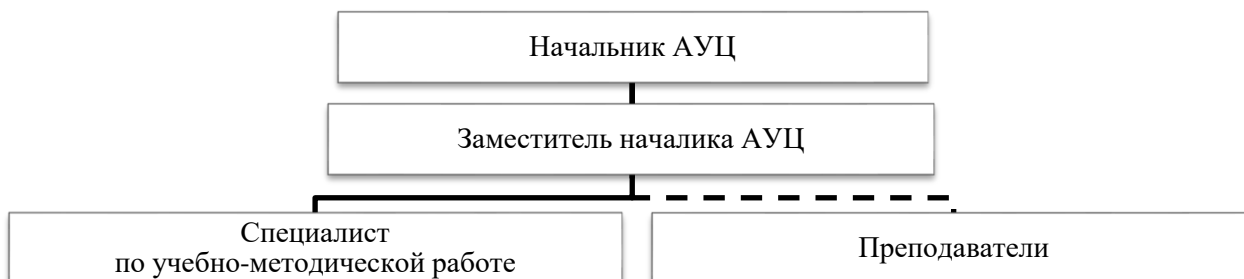 Начальник АУЦ
Заместитель началика АУЦ
Специалист
по учебно-методической работе
Преподаватели